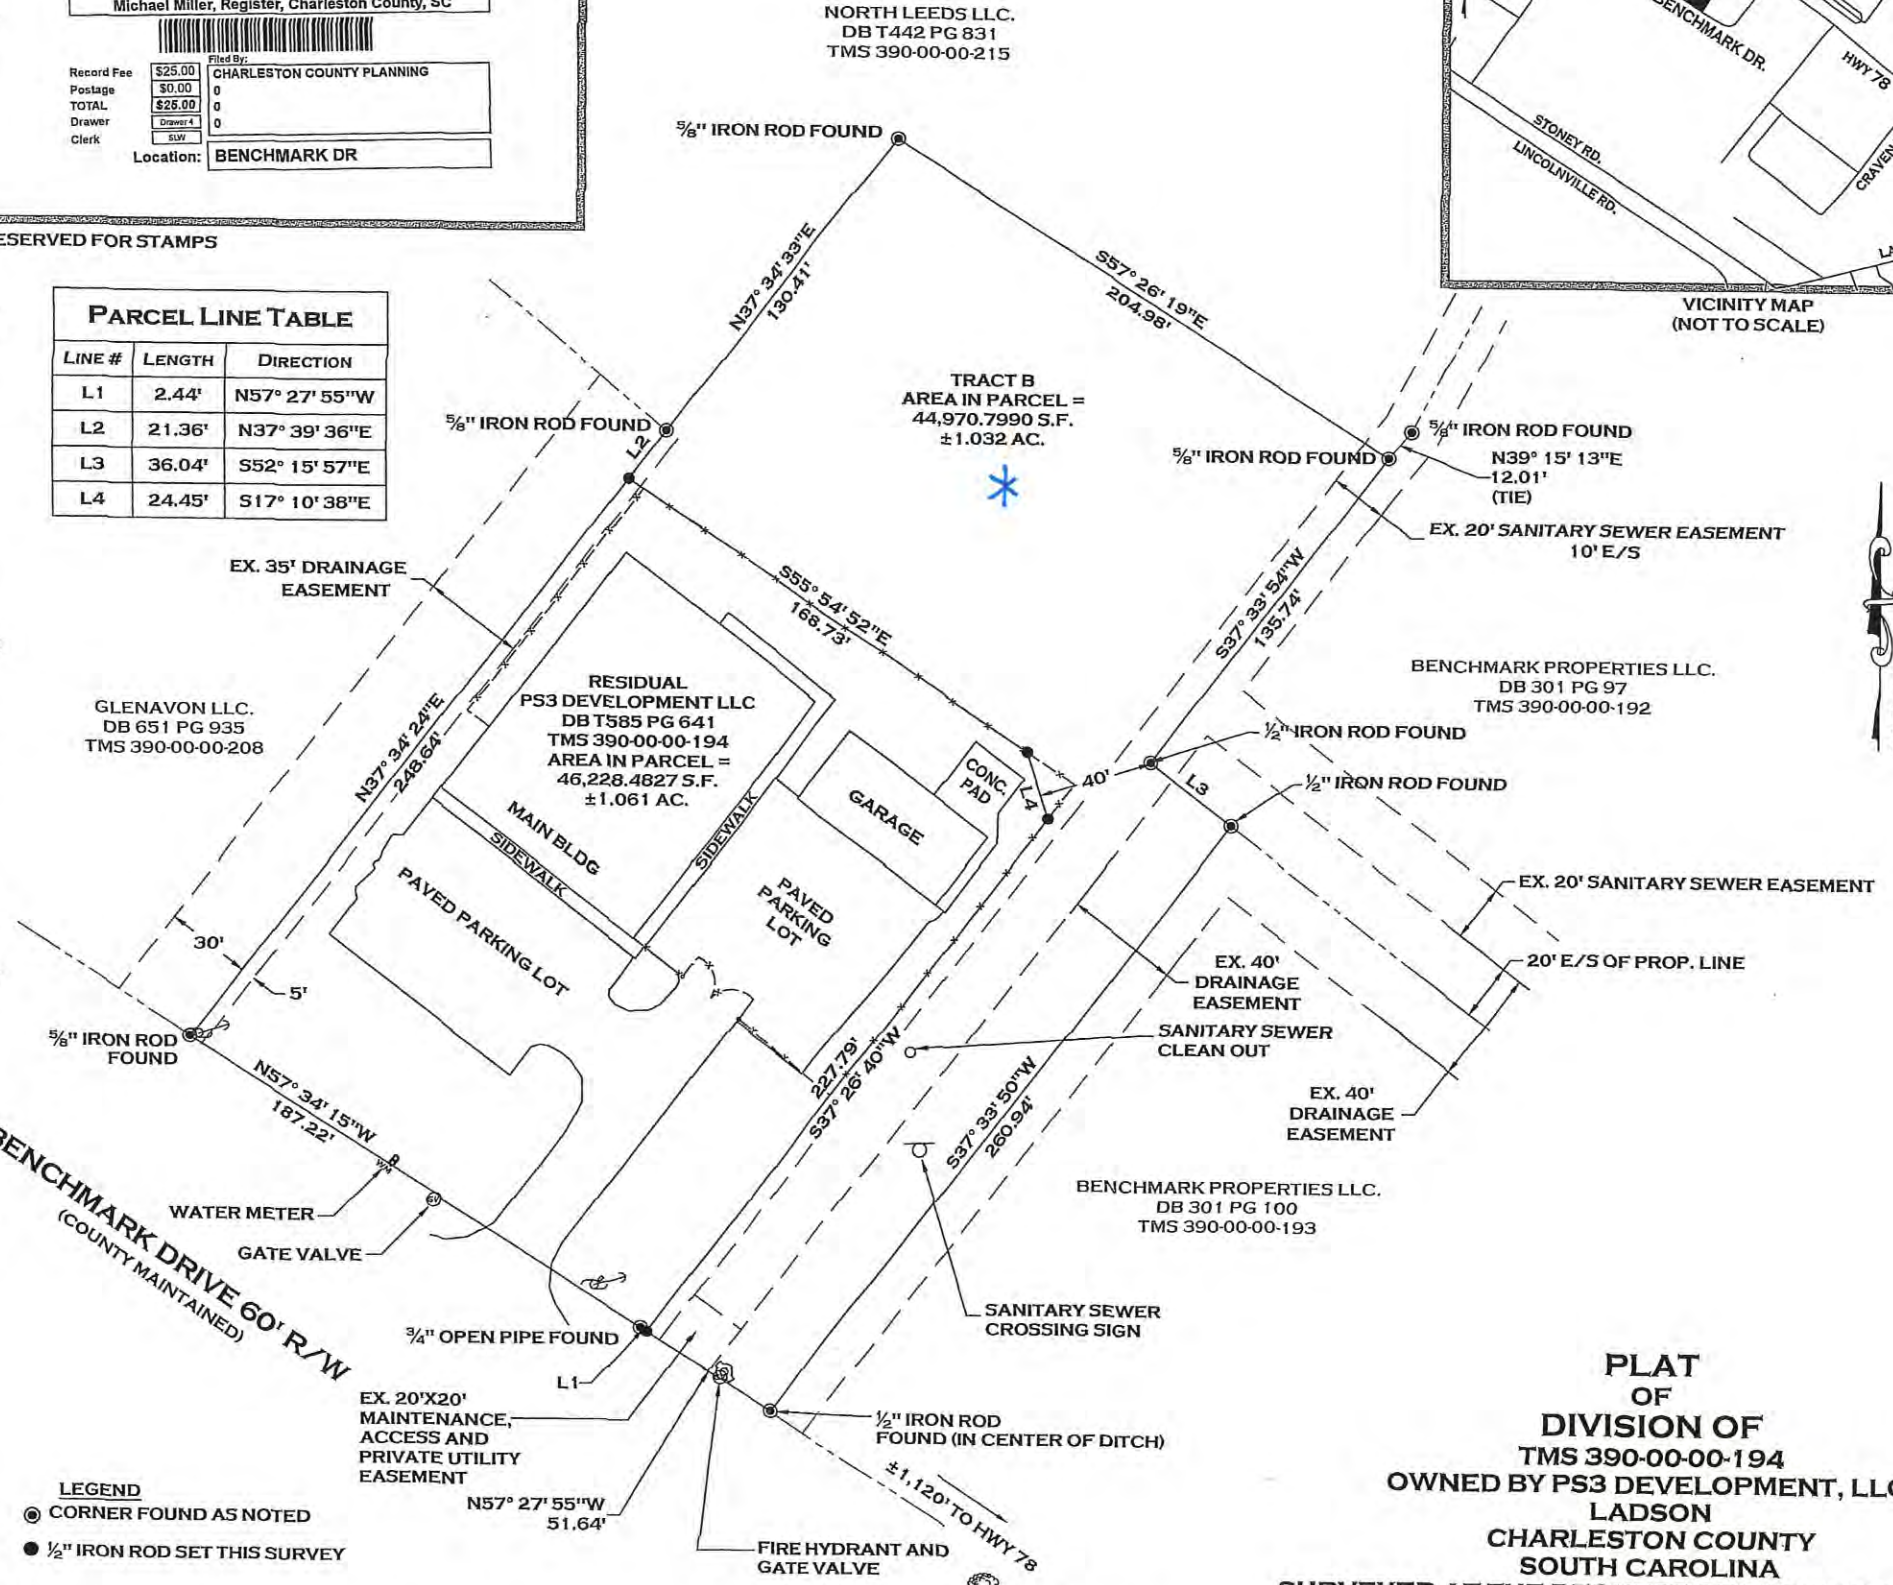 Michael Miller, Register, Charleston County, SC
Filed By:
Record Fee $25.00 CHARLESTON COUNTY PLANNING
Postage $0.00 0
TOTAL $25.00 0
Drawer Drawer 4 0
Clerk SLW
Location: BENCHMARK DR
ESERVED FOR STAMPS
NORTH LEEDS LLC.
DB T442 PG 831
TMS 390-00-00-215
BENCHMARK DR.
HWY 78
STONEY RD.
LINCOLNVILLE RD.
CRAVEN
VICINITY MAP
(NOT TO SCALE)
PARCEL LINE TABLE
LINE # LENGTH DIRECTION
L1 2.44' N57° 27' 55"W
L2 21.36' N37° 39' 36"E
L3 36.04' S52° 15' 57"E
L4 24.45' S17° 10' 38"E
5/8" IRON ROD FOUND
N37° 34' 33"E
130.41'
S57° 26' 19"E
204.98'
TRACT B
AREA IN PARCEL =
44,970.7990 S.F.
±1.032 AC.
5/8" IRON ROD FOUND
L2
5/8" IRON ROD FOUND
5/8" IRON ROD FOUND
N39° 15' 13"E
12.01'
(TIE)
EX. 20' SANITARY SEWER EASEMENT
10' E/S
EX. 35' DRAINAGE
EASEMENT
S55° 54' 52"E
168.73'
S37° 33' 54"W
135.74'
GLENAVON LLC.
DB 651 PG 935
TMS 390-00-00-208
N37° 34' 24"E
248.64'
RESIDUAL
PS3 DEVELOPMENT LLC
DB T585 PG 641
TMS 390-00-00-194
AREA IN PARCEL =
46,228.4827 S.F.
±1.061 AC.
MAIN BLDG
SIDEWALK
SIDEWALK
GARAGE
CONC.
PAD
L4
40'
BENCHMARK PROPERTIES LLC.
DB 301 PG 97
TMS 390-00-00-192
1/2" IRON ROD FOUND
L3
1/2" IRON ROD FOUND
PAVED PARKING LOT
PAVED
PARKING
LOT
EX. 20' SANITARY SEWER EASEMENT
20' E/S OF PROP. LINE
EX. 40'
DRAINAGE
EASEMENT
SANITARY SEWER
CLEAN OUT
EX. 40'
DRAINAGE
EASEMENT
30'
5'
5/8" IRON ROD
FOUND
N57° 34' 15"W
187.22'
227.79'
S37° 26' 40"W
S37° 33' 50"W
260.94'
BENCHMARK PROPERTIES LLC.
DB 301 PG 100
TMS 390-00-00-193
WM
WATER METER
GV
GATE VALVE
BENCHMARK DRIVE 60' R/W
(COUNTY MAINTAINED)
SANITARY SEWER
CROSSING SIGN
3/4" OPEN PIPE FOUND
L1
EX. 20'X20'
MAINTENANCE,
ACCESS AND
PRIVATE UTILITY
EASEMENT
N57° 27' 55"W
51.64'
1/2" IRON ROD
FOUND (IN CENTER OF DITCH)
±1,120' TO HWY 78
FIRE HYDRANT AND
GATE VALVE
LEGEND
CORNER FOUND AS NOTED
1/2" IRON ROD SET THIS SURVEY
PLAT
OF
DIVISION OF
TMS 390-00-00-194
OWNED BY PS3 DEVELOPMENT, LLC
LADSON
CHARLESTON COUNTY
SOUTH CAROLINA